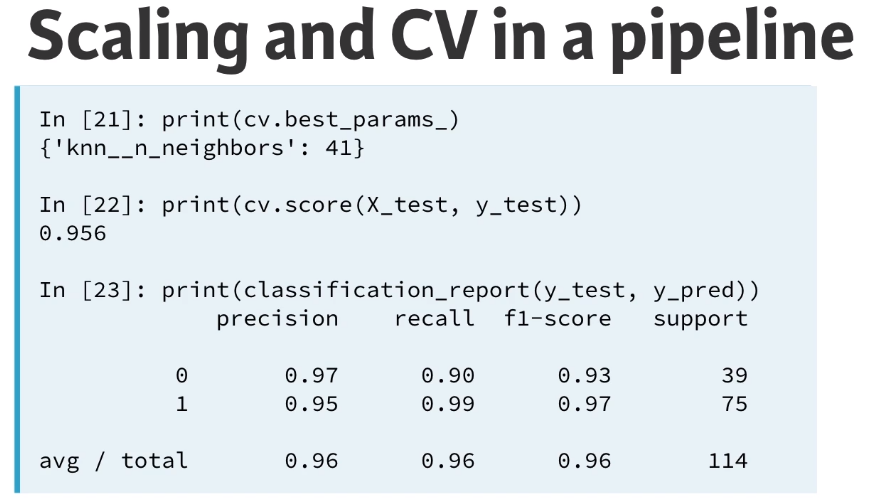 Scaling and CV in a pipeline
In [21]: print(cv.best_params_)
{'knn__n_neighbors': 41}
In [22]: print(cv.score(X_test, y_test))
0.956
In [23]: print(classification_report(y_test, y_pred))
precision recall f1-score support
0 0.97 0.90 0.93 39
1 0.95 0.99 0.97 75
avg / total 0.96 0.96 0.96 114